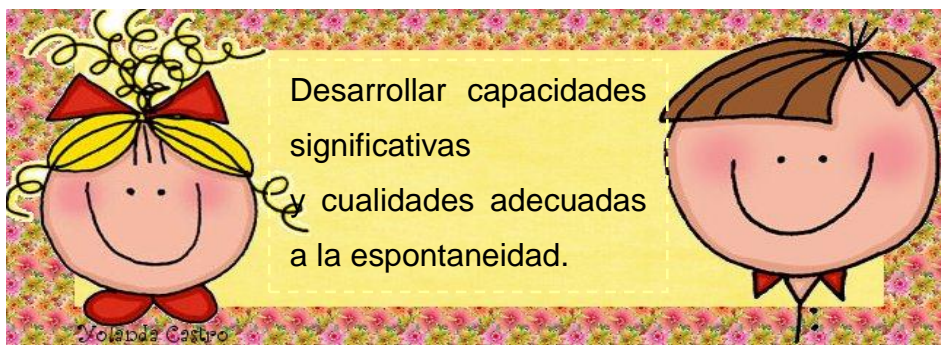 Desarrollar capacidades
significativas
y cualidades adecuadas
a la espontaneidad.
Yolanda Castro